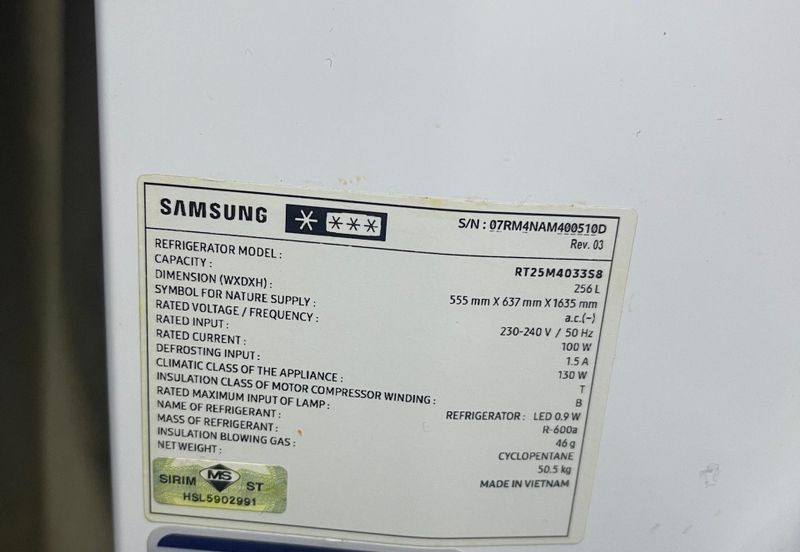 SAMSUNG
S/N : 07RM4NAM400510D
Rev. 03
REFRIGERATOR MODEL : RT25M4033S8
CAPACITY : 256 L
DIMENSION (WXDXH) : 555 mm X 637 mm X 1635 mm
SYMBOL FOR NATURE SUPPLY : a.c.(~)
RATED VOLTAGE / FREQUENCY : 230-240 V / 50 Hz
RATED INPUT : 100 W
RATED CURRENT : 1.5 A
DEFROSTING INPUT : 130 W
CLIMATIC CLASS OF THE APPLIANCE : T
INSULATION CLASS OF MOTOR COMPRESSOR WINDING : B
RATED MAXIMUM INPUT OF LAMP : REFRIGERATOR : LED 0.9 W
NAME OF REFRIGERANT : R-600a
MASS OF REFRIGERANT : 46 g
INSULATION BLOWING GAS : CYCLOPENTANE
NET WEIGHT : 50.5 kg
MADE IN VIETNAM
SIRIM MS ST
HSL5902991